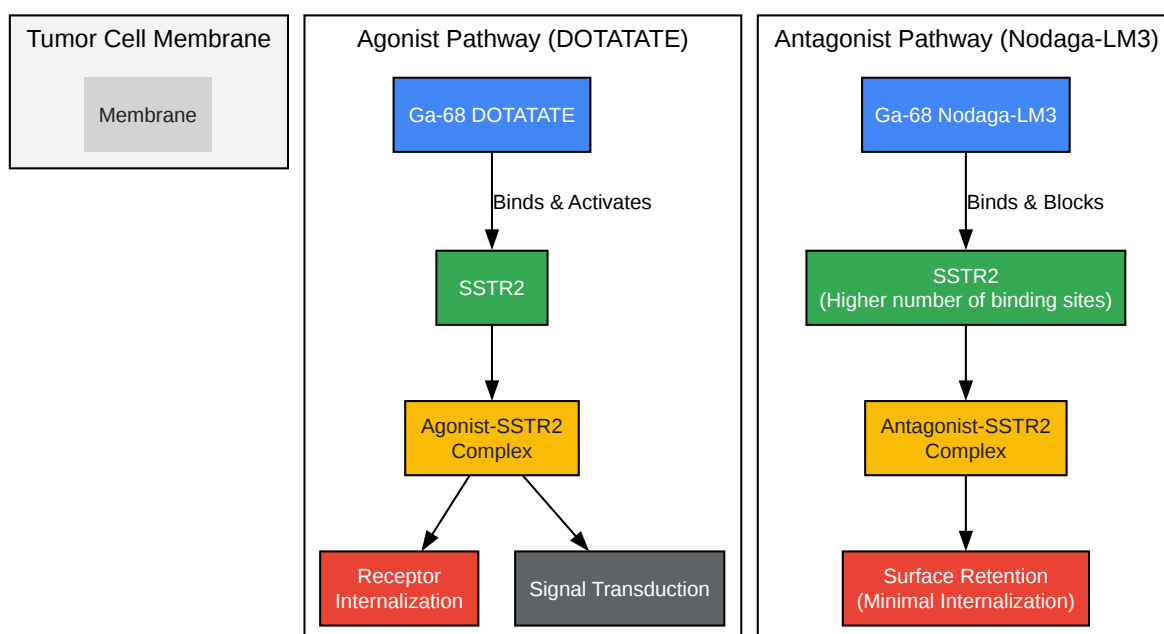 Tumor Cell Membrane
Membrane
Agonist Pathway (DOTATATE)
Ga-68 DOTATATE
Binds & Activates
SSTR2
Agonist-SSTR2
Complex
Receptor
Internalization
Signal Transduction
Antagonist Pathway (Nodaga-LM3)
Ga-68 Nodaga-LM3
Binds & Blocks
SSTR2
(Higher number of binding sites)
Antagonist-SSTR2
Complex
Surface Retention
(Minimal Internalization)